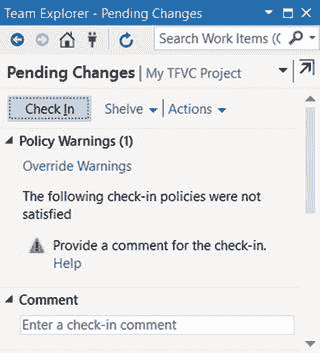 Team Explorer - Pending Changes
Search Work Items (C
Pending Changes | My TFVC Project
Check In Shelve Actions
Policy Warnings (1)
Override Warnings
The following check-in policies were not
satisfied
Provide a comment for the check-in.
Help
Comment
Enter a check-in comment